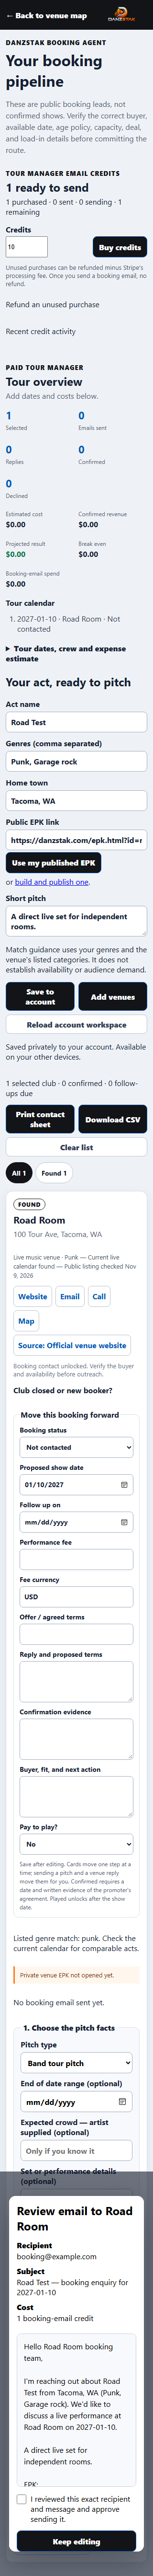 ← Back to venue map
DANZSTAK
DANZSTAK BOOKING AGENT
Your booking
pipeline
These are public booking leads, not
confirmed shows. Verify the correct buyer,
available date, age policy, capacity, deal,
and load-in details before committing the
route.
TOUR MANAGER EMAIL CREDITS
1 ready to send
1 purchased · 0 sent · 0 sending · 1
remaining
Credits
10
Buy credits
Unused purchases can be refunded minus Stripe's
processing fee. Once you send a booking email, no
refund.
Refund an unused purchase
Recent credit activity
PAID TOUR MANAGER
Tour overview
Add dates and costs below.
1
Selected
0
Emails sent
0
Replies
0
Confirmed
0
Declined
Estimated cost
$0.00
Confirmed revenue
$0.00
Projected result
$0.00
Break even
$0.00
Booking-email spend
$0.00
Tour calendar
1. 2027-01-10 · Road Room · Not
contacted
▶ Tour dates, crew and expense
estimate
Your act, ready to pitch
Act name
Road Test
Genres (comma separated)
Punk, Garage rock
Home town
Tacoma, WA
Public EPK link
https://danzstak.com/epk.html?id=r
Use my published EPK
or build and publish one.
Short pitch
A direct live set for independent
rooms.
Match guidance uses your genres and the
venue's listed categories. It does not
establish availability or audience demand.
Save to
account
Add venues
Reload account workspace
Saved privately to your account. Available
on your other devices.
1 selected club · 0 confirmed · 0 follow-
ups due
Print contact
sheet
Download CSV
Clear list
All 1
Found 1
FOUND
Road Room
100 Tour Ave, Tacoma, WA
Live music venue · Punk — Current live
calendar found — Public listing checked Nov
9, 2026
Website
Email
Call
Map
Source: Official venue website
Booking contact unlocked. Verify the buyer
and availability before outreach.
Club closed or new booker?
Move this booking forward
Booking status
Not contacted
Proposed show date
01/10/2027
Follow up on
mm/dd/yyyy
Performance fee
Fee currency
USD
Offer / agreed terms
Reply and proposed terms
Confirmation evidence
Buyer, fit, and next action
Pay to play?
No
Save after editing. Cards move one step at a
time; sending a pitch and a venue reply
move them for you. Confirmed requires a
date and written evidence of the promoter's
agreement. Played unlocks after the show
date.
Listed genre match: punk. Check the
current calendar for comparable acts.
Private venue EPK not opened yet.
No booking email sent yet.
1. Choose the pitch facts
Pitch type
Band tour pitch
End of date range (optional)
mm/dd/yyyy
Expected crowd — artist
supplied (optional)
Only if you know it
Set or performance details
(optional)
Review email to Road
Room
Recipient
booking@example.com
Subject
Road Test — booking enquiry for
2027-01-10
Cost
1 booking-email credit
Hello Road Room booking
team,
I'm reaching out about Road
Test from Tacoma, WA (Punk,
Garage rock). We'd like to
discuss a live performance at
Road Room on 2027-01-10.
A direct live set for
independent rooms.
EPK:
I reviewed this exact recipient
and message and approve
sending it.
Keep editing